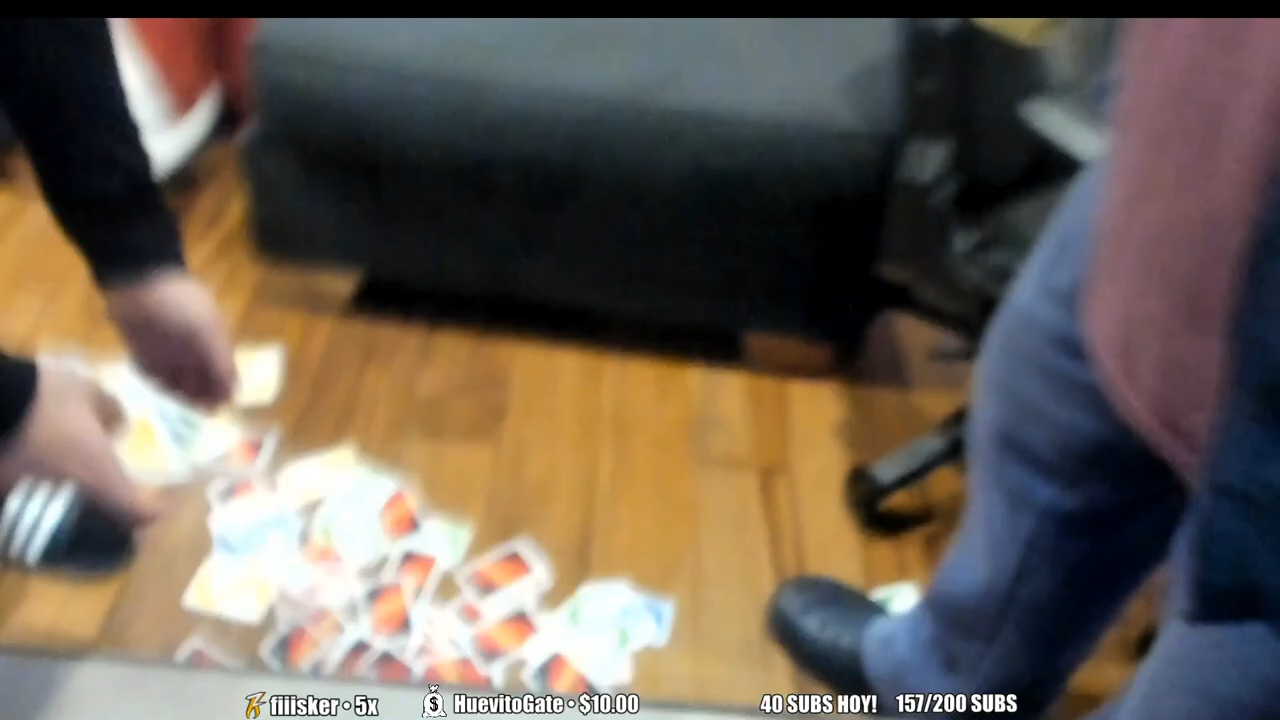 fiiisker • 5x HuevitoGate • $10.00 40 SUBS HOY! 157/200 SUBS